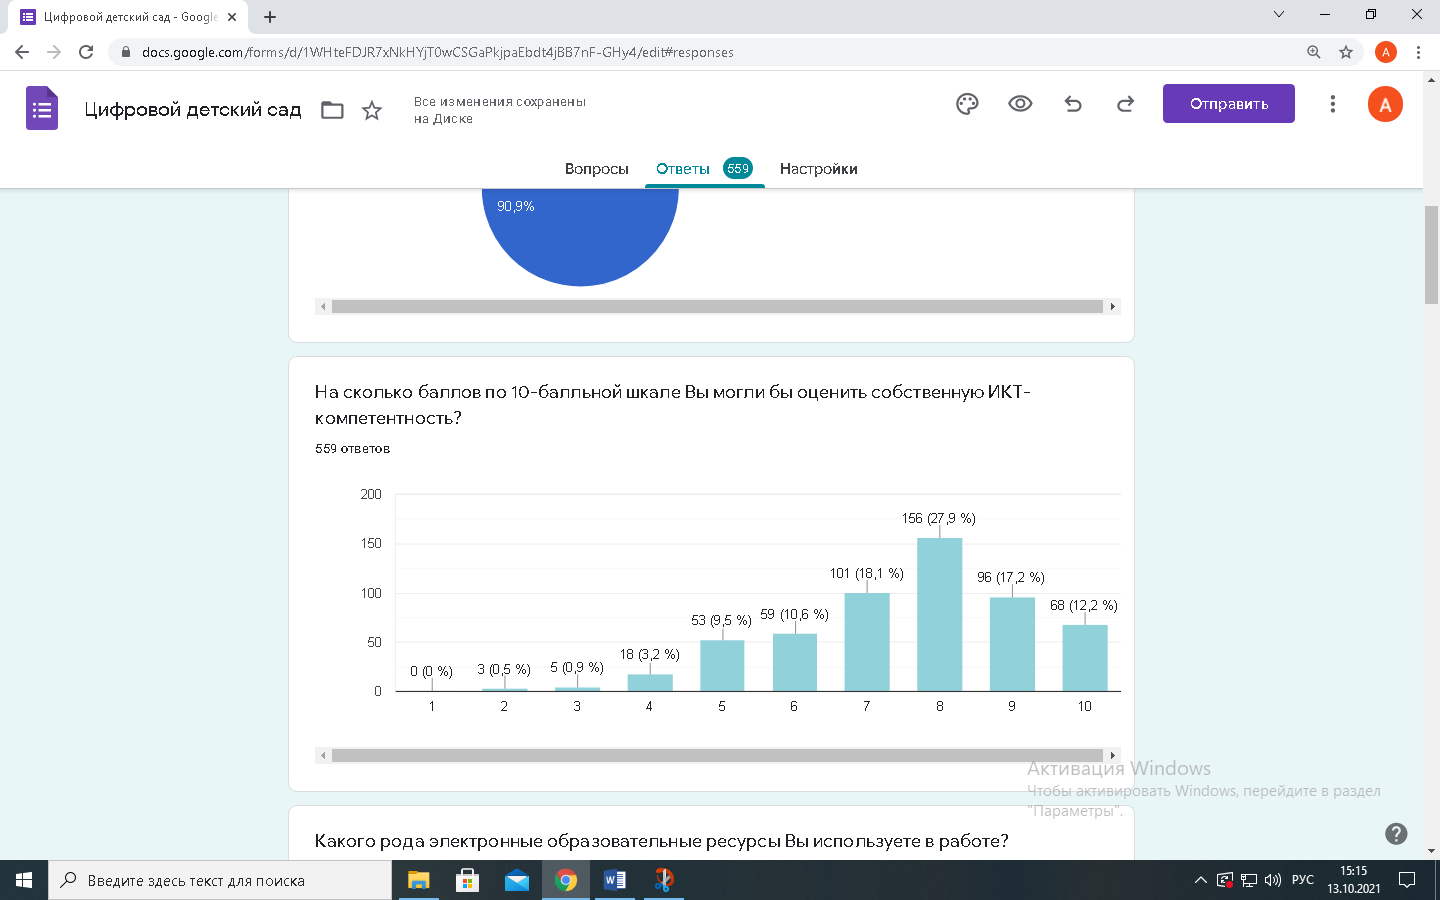 Цифровой детский сад - Google
docs.google.com/forms/d/1WHteFDJR7xNkHYjT0wCSGaPkjpaEbdt4jBB7nF-GHy4/edit#responses
A
Цифровой детский сад
Все изменения сохранены
на Диске
Отправить
A
Вопросы
Ответы 559
Настройки
90,9%
На сколько баллов по 10-балльной шкале Вы могли бы оценить собственную ИКТ-
компетентность?
559 ответов
200
150
100
50
0
0 (0 %)
3 (0,5 %)
5 (0,9 %)
18 (3,2 %)
53 (9,5 %)
59 (10,6 %)
101 (18,1 %)
156 (27,9 %)
96 (17,2 %)
68 (12,2 %)
1 2 3 4 5 6 7 8 9 10
Активация Windows
Чтобы активировать Windows, перейдите в раздел
"Параметры".
Какого рода электронные образовательные ресурсы Вы используете в работе?
Введите здесь текст для поиска
РУС
15:15
13.10.2021